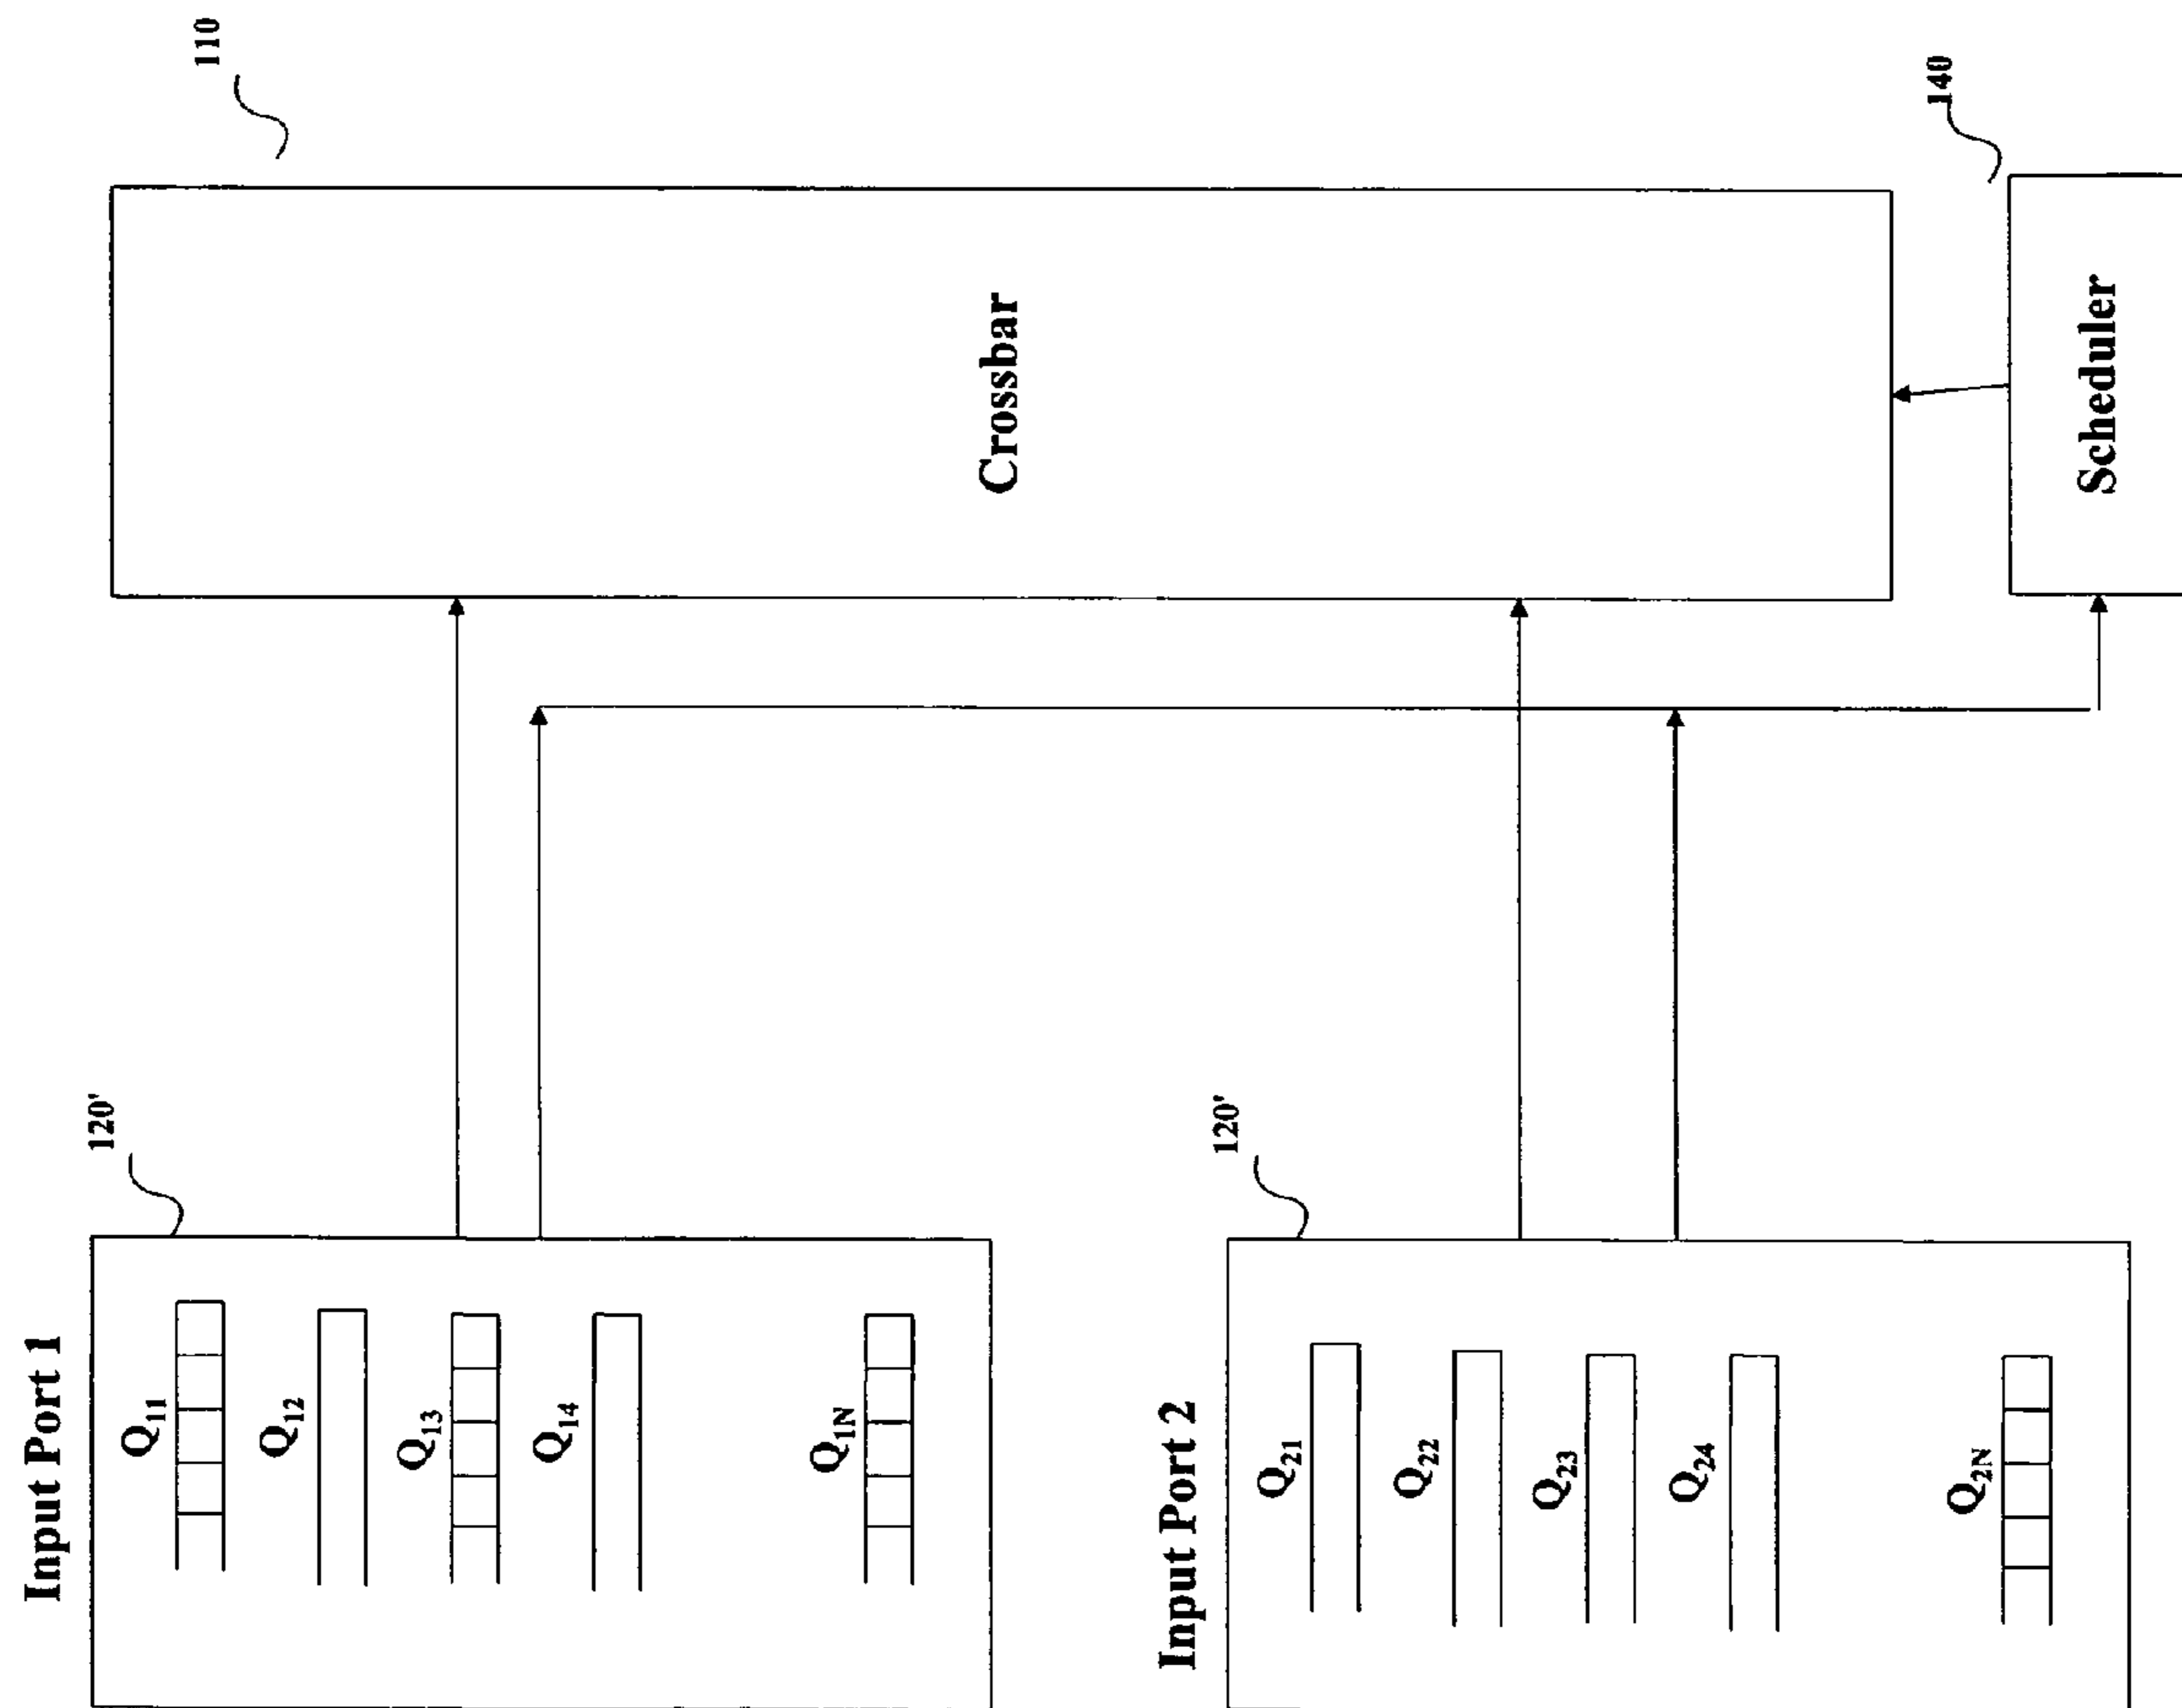 Input Port 1
120'
Q11
Q12
Q13
Q14
Q1N
Input Port 2
120'
Q21
Q22
Q23
Q24
Q2N
110
Crossbar
140
Scheduler